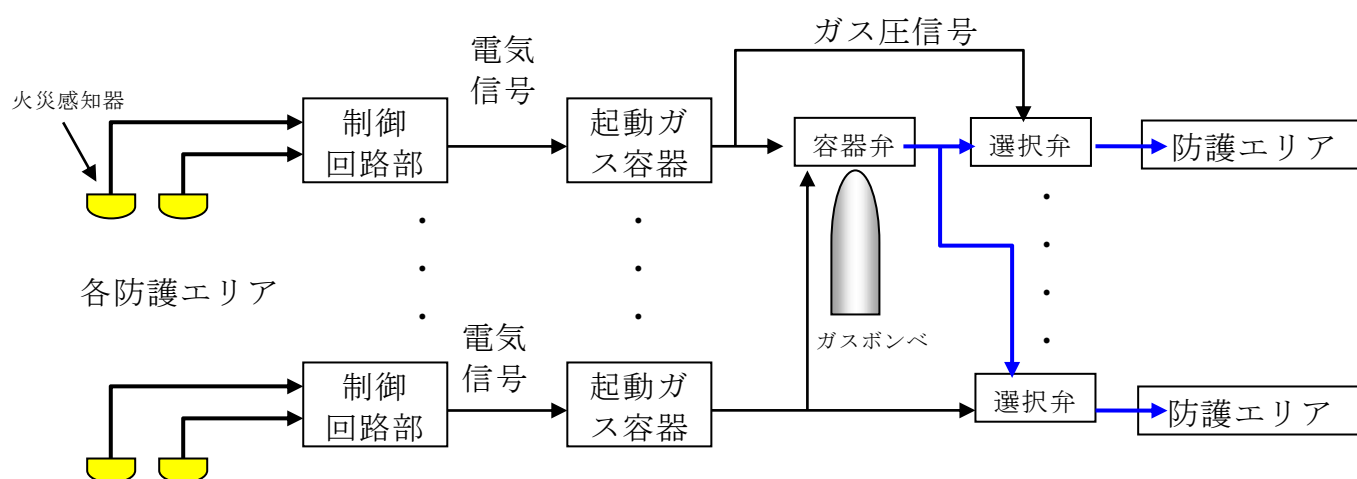 ガス圧信号
電気
信号
火災感知器
制御
回路部
起動ガ
ス容器
容器弁
選択弁
防護エリア
各防護エリア
ガスボンベ
電気
信号
制御
回路部
起動ガ
ス容器
選択弁
防護エリア